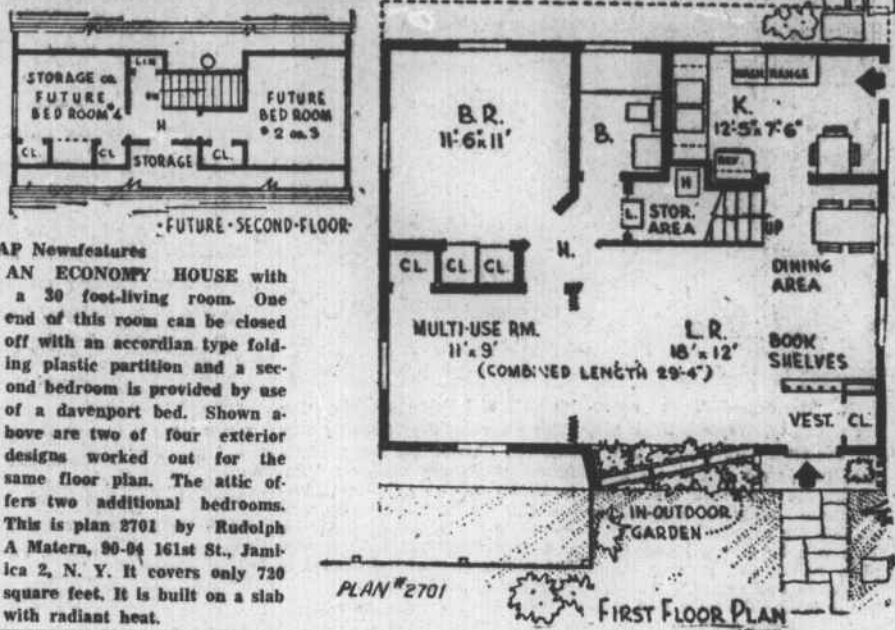 LIN
STORAGE OR
FUTURE
BED ROOM #4
DN
FUTURE
BED ROOM
# 2 OR 3
H
CL.
CL
STORAGE
CL.
·FUTURE·SECOND·FLOOR·
AP Newsfeatures
AN ECONOMY HOUSE with
a 30 foot-living room. One
end of this room can be closed
off with an accordian type fold-
ing plastic partition and a sec-
ond bedroom is provided by use
of a davenport bed. Shown a-
bove are two of four exterior
designs worked out for the
same floor plan. The attic of-
fers two additional bedrooms.
This is plan 2701 by Rudolph
A Matern, 90-04 161st St., Jami-
ica 2, N. Y. It covers only 720
square feet. It is built on a slab
with radiant heat.
B.R.
11'-6"x 11'
B.
WASH RANGE
K.
12'-5"x 7'-6"
REF.
H
L.
STOR.
AREA
UP
H.
CL.
CL
CL.
DINING
AREA
MULTI-USE RM.
11'x 9'
L.R.
18'x 12'
(COMBINED LENGTH 29'-4")
BOOK
SHELVES
VEST.
CL.
IN-OUTDOOR
GARDEN
PLAN #2701
FIRST FLOOR PLAN